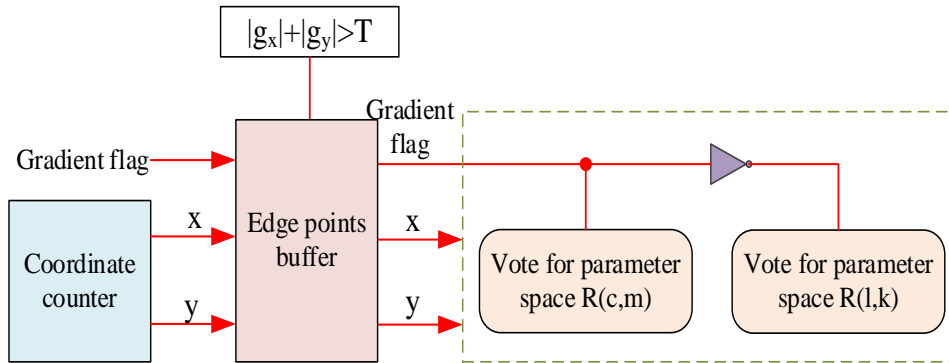 |gx|+|gy|>T
Gradient
flag
Gradient flag
x
y
Coordinate
counter
Edge points
buffer
x
y
Vote for parameter
space R(c,m)
Vote for parameter
space R(l,k)